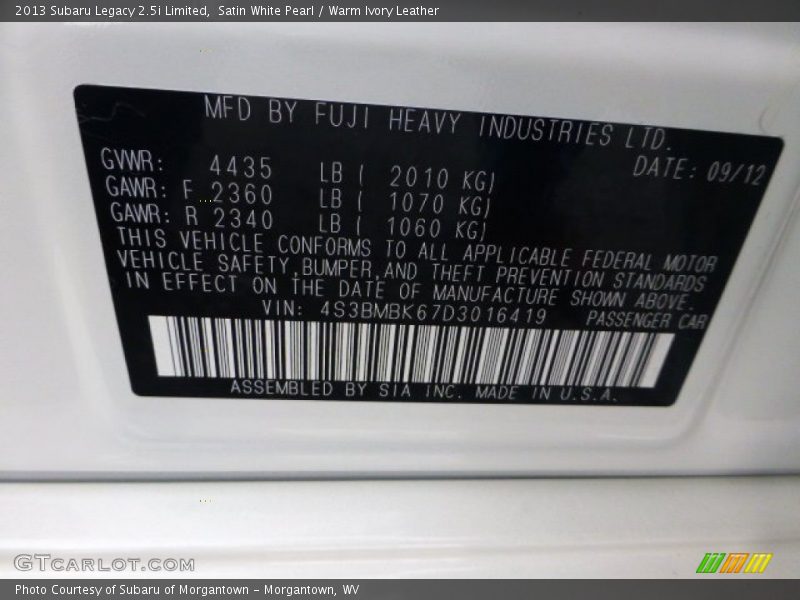 2013 Subaru Legacy 2.5i Limited,  Satin White Pearl / Warm Ivory Leather
MFD BY FUJI HEAVY INDUSTRIES LTD.
DATE: 09/12
GVWR: 4435 LB ( 2010 KG)
GAWR: F 2360 LB ( 1070 KG)
GAWR: R 2340 LB ( 1060 KG)
THIS VEHICLE CONFORMS TO ALL APPLICABLE FEDERAL MOTOR
VEHICLE SAFETY,BUMPER,AND THEFT PREVENTION STANDARDS
IN EFFECT ON THE DATE OF MANUFACTURE SHOWN ABOVE.
VIN: 4S3BMBK67D3016419 PASSENGER CAR
ASSEMBLED BY SIA INC. MADE IN U.S.A.
GTCARLOT.COM
Photo Courtesy of Subaru of Morgantown - Morgantown, WV